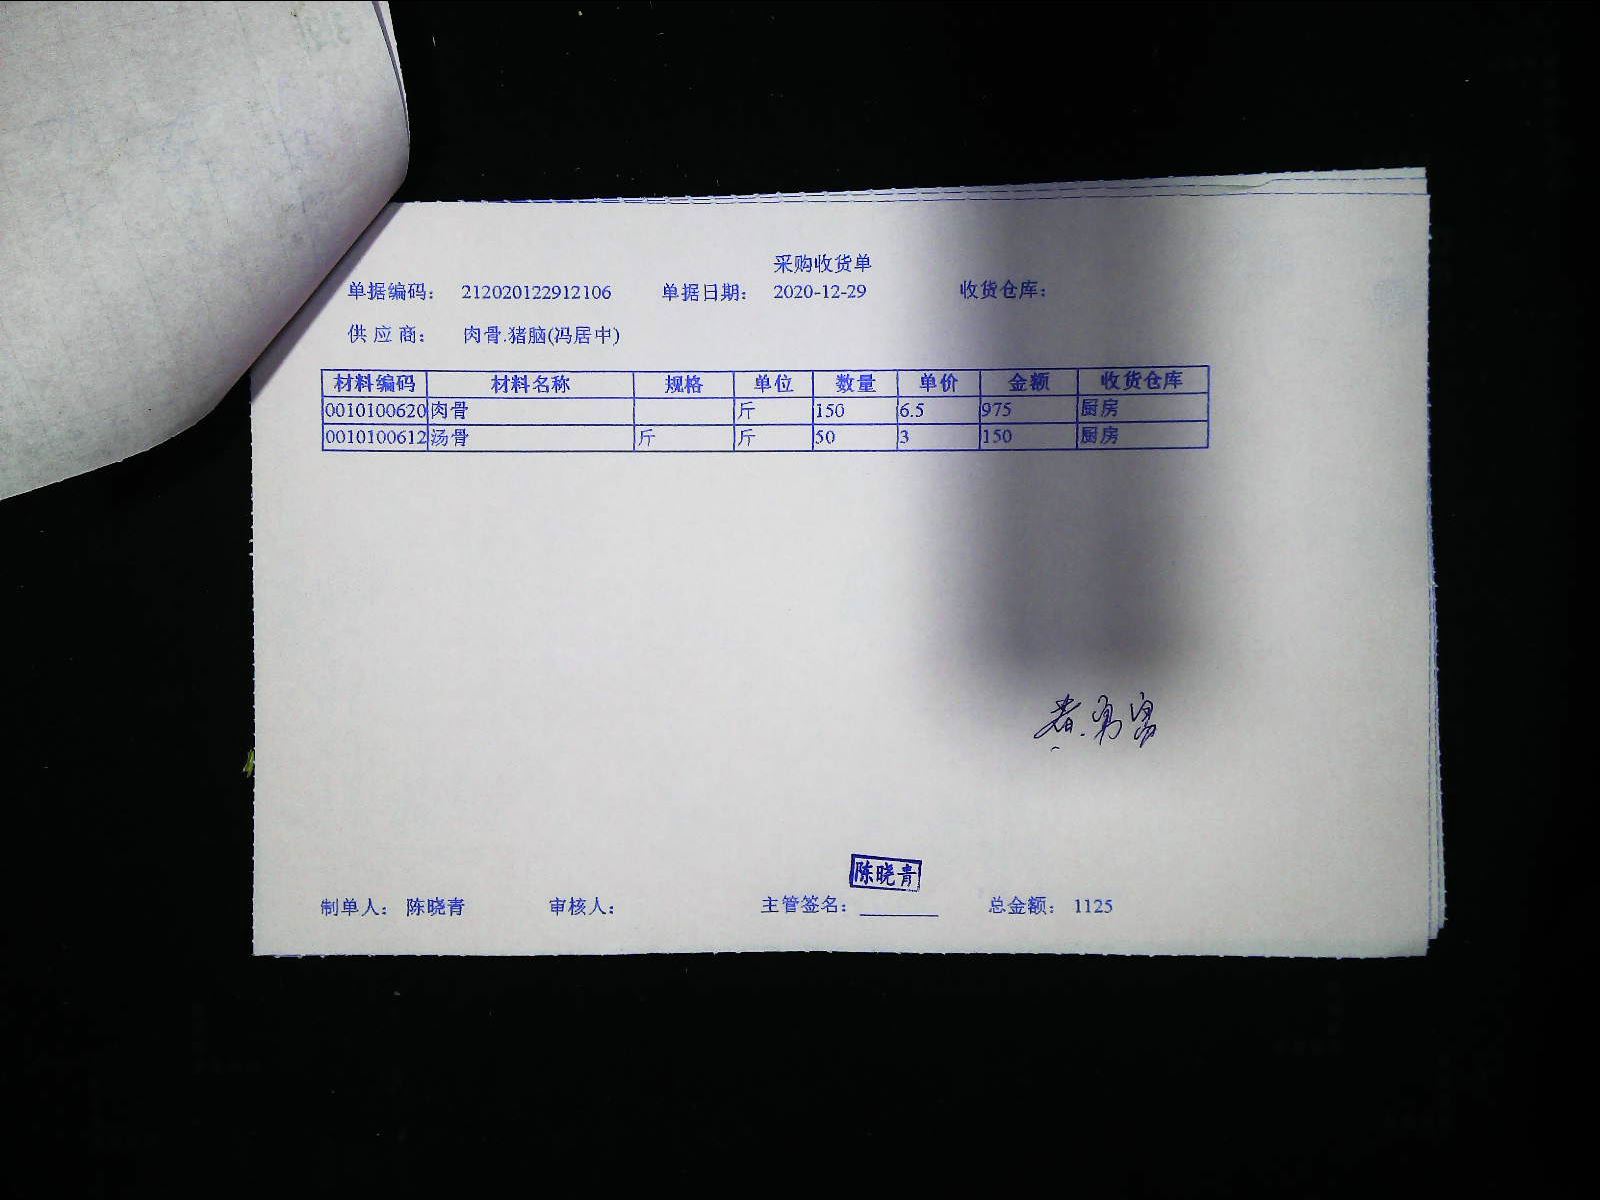 采购收货单
单据编码： 212020122912106 单据日期： 2020-12-29 收货仓库：
供 应 商： 肉骨.猪脑(冯居中)
材料编码 材料名称 规格 单位 数量 单价 金额 收货仓库
0010100620 肉骨 斤 150 6.5 975 厨房
0010100612 汤骨 斤 斤 50 3 150 厨房
陈晓青
制单人： 陈晓青 审核人： 主管签名： 总金额： 1125